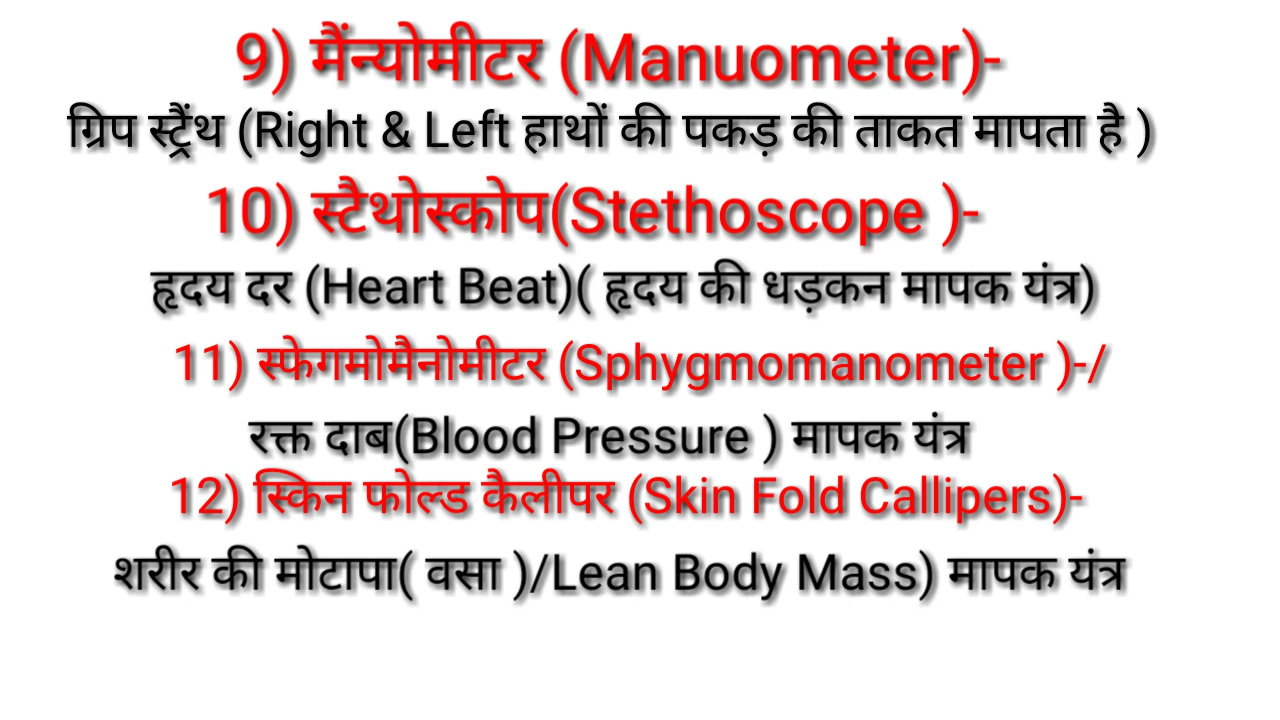 9) मैंन्योमीटर (Manuometer)-
ग्रिप स्ट्रैंथ (Right & Left हाथों की पकड़ की ताकत मापता है )
10) स्टैथोस्कोप(Stethoscope )-
हृदय दर (Heart Beat)( हृदय की धड़कन मापक यंत्र)
11) स्फेगमोमैनोमीटर (Sphygmomanometer )-/
रक्त दाब(Blood Pressure ) मापक यंत्र
12) स्किन फोल्ड कैलीपर (Skin Fold Callipers)-
शरीर की मोटापा( वसा )/Lean Body Mass) मापक यंत्र